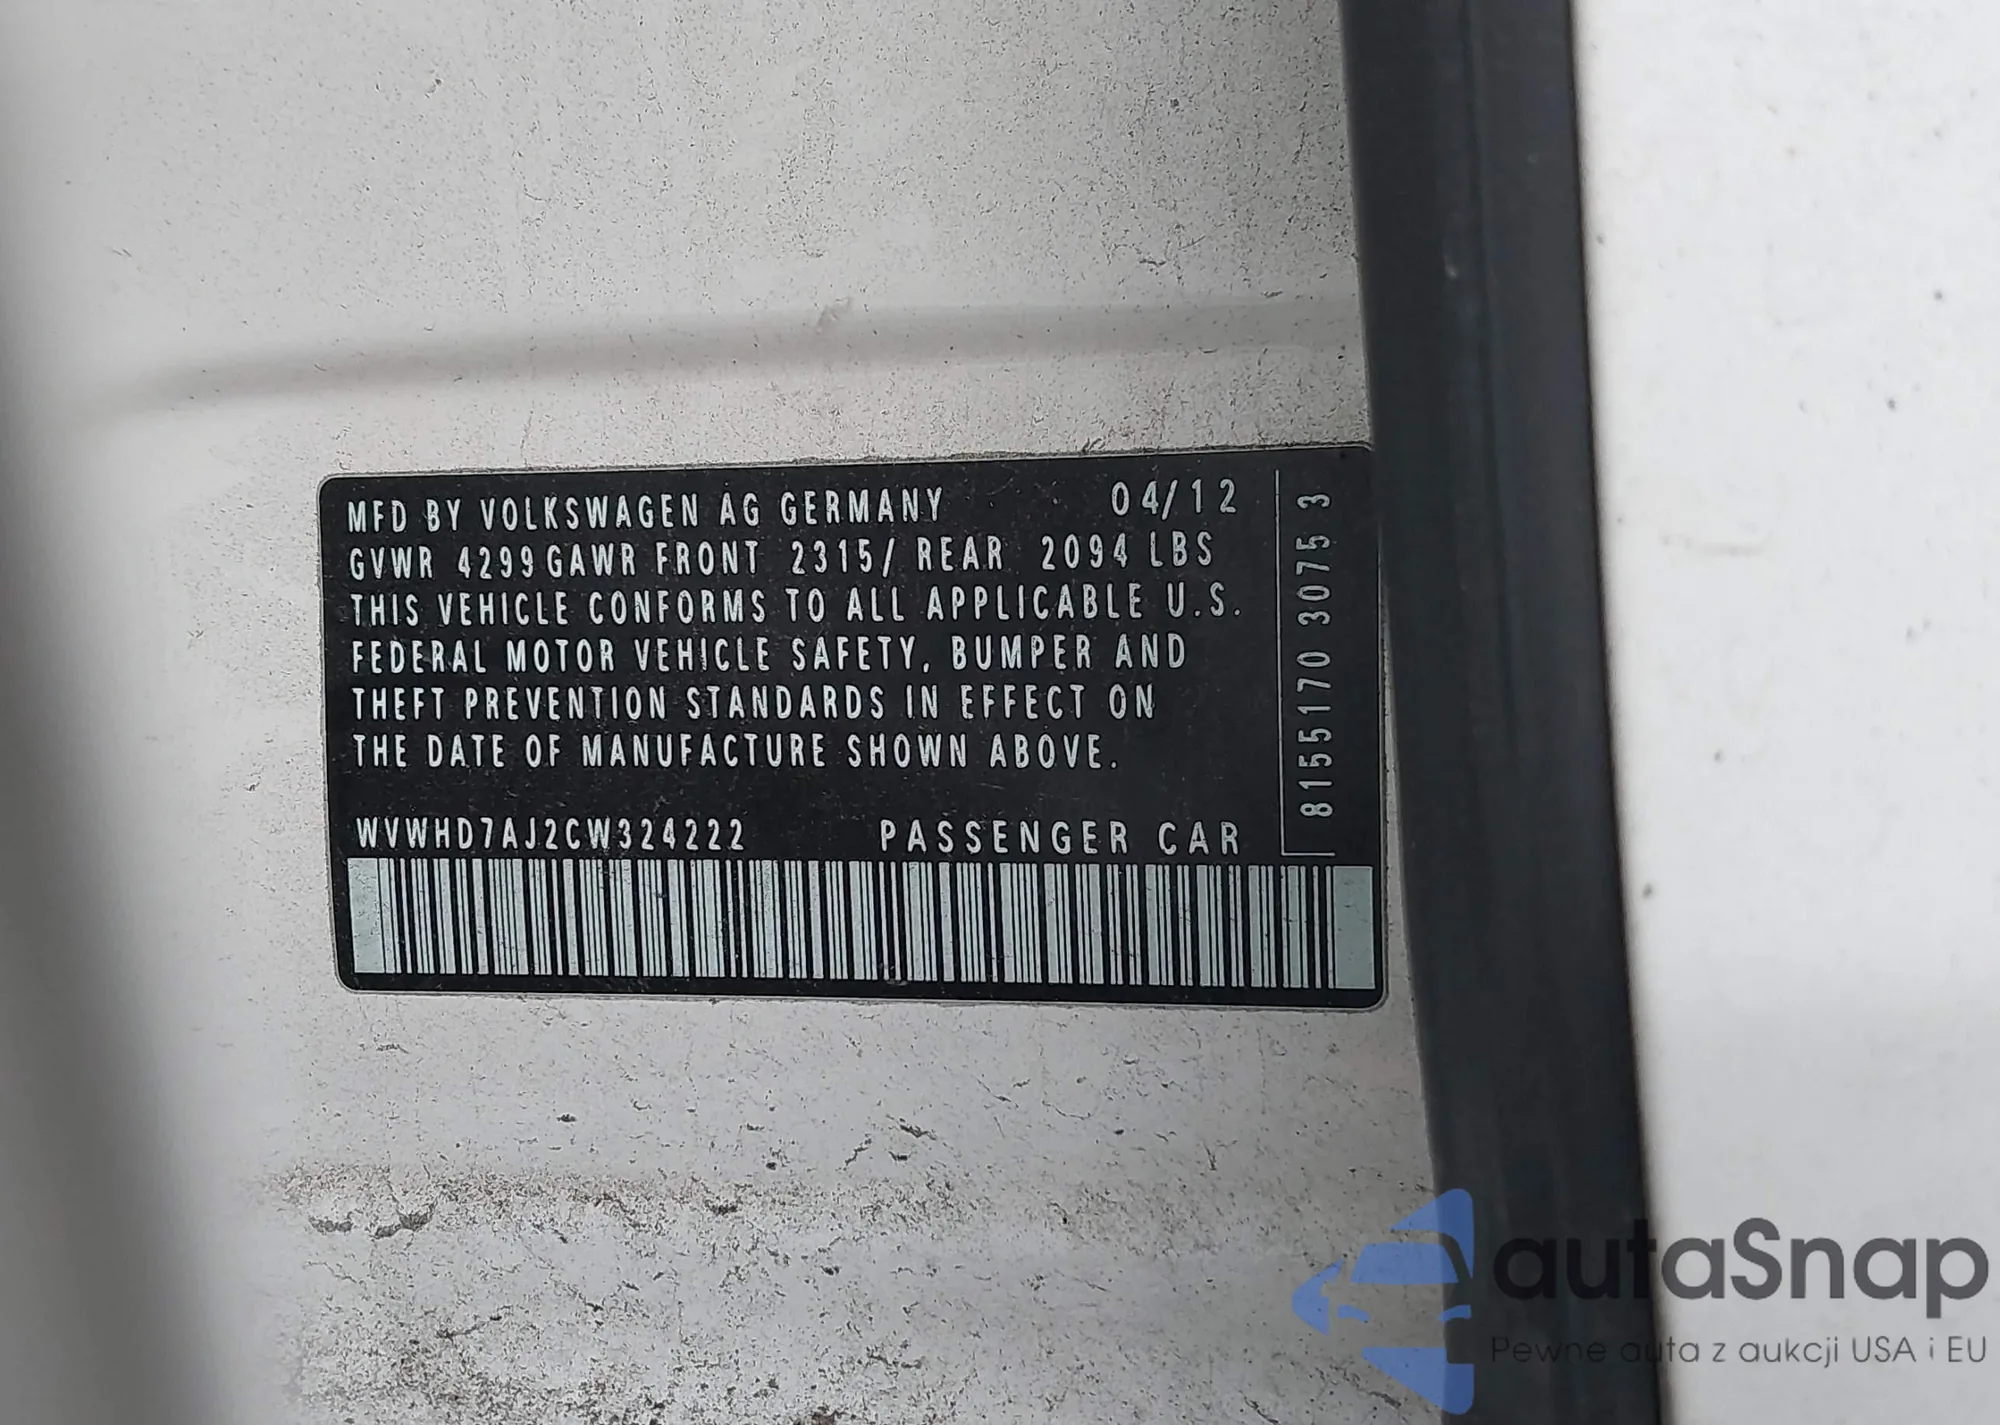 MFD BY VOLKSWAGEN AG GERMANY 04/12
GVWR 4299 GAWR FRONT 2315/ REAR 2094 LBS
THIS VEHICLE CONFORMS TO ALL APPLICABLE U.S.
FEDERAL MOTOR VEHICLE SAFETY, BUMPER AND
THEFT PREVENTION STANDARDS IN EFFECT ON
THE DATE OF MANUFACTURE SHOWN ABOVE.
WVWHD7AJ2CW324222 PASSENGER CAR
8155170 3075 3
autaSnap
Pewne auta z aukcji USA i EU